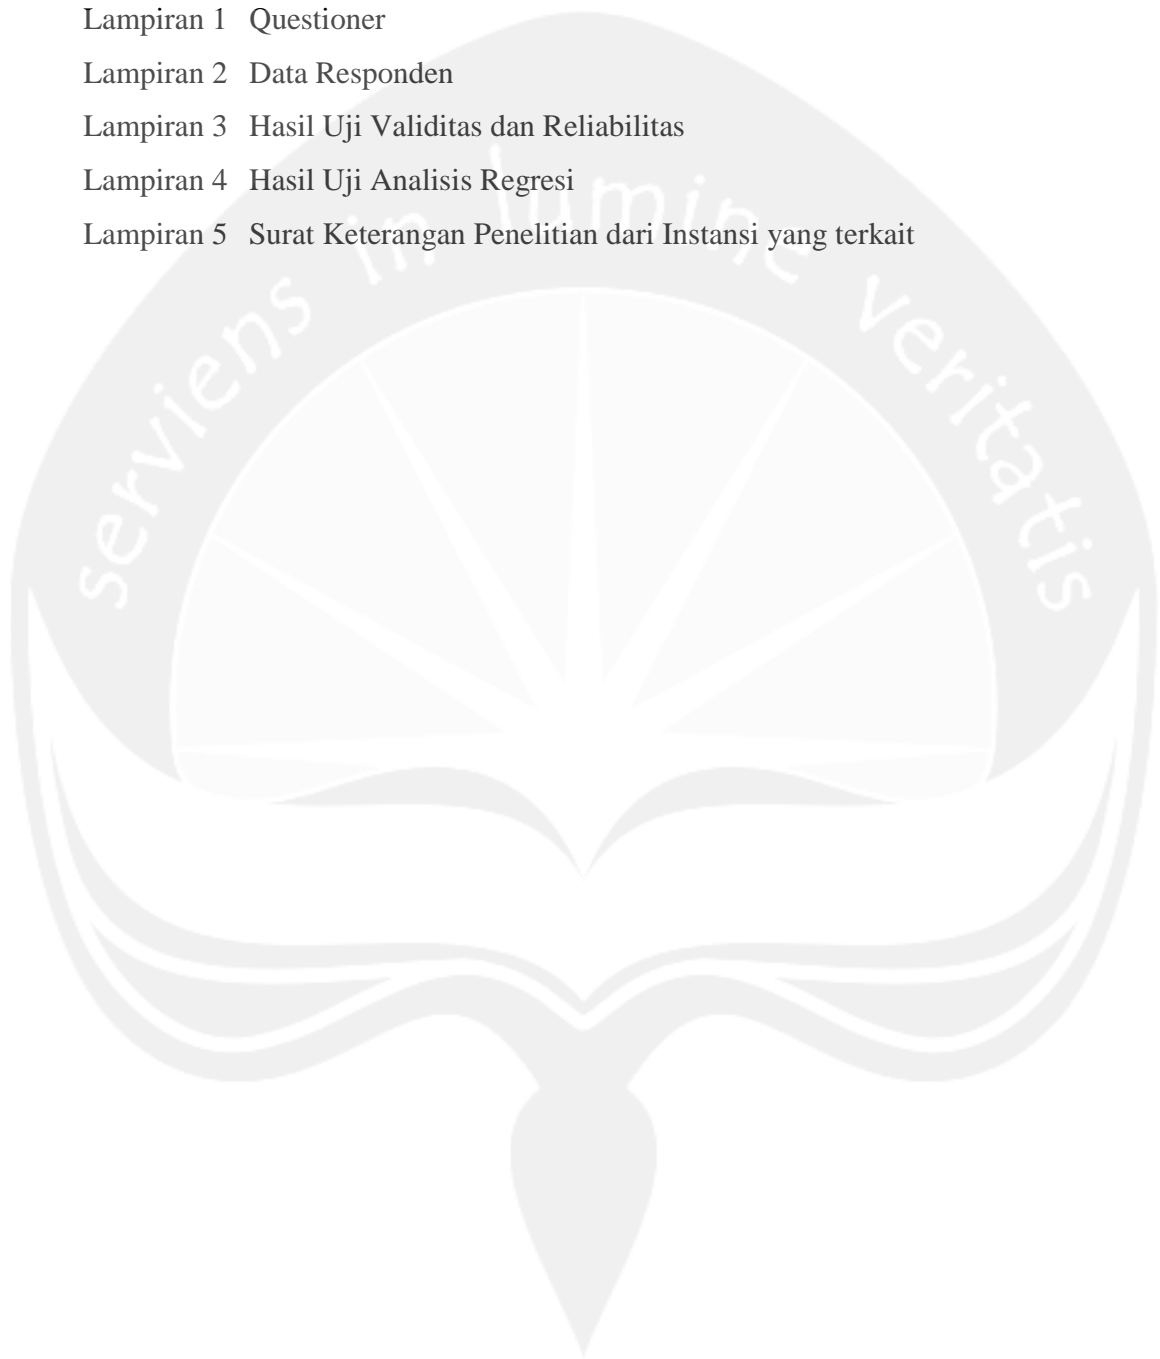 Lampiran 1 Questioner
Lampiran 2 Data Responden
Lampiran 3 Hasil Uji Validitas dan Reliabilitas
Lampiran 4 Hasil Uji Analisis Regresi
Lampiran 5 Surat Keterangan Penelitian dari Instansi yang terkait
serviens in lumine veritatis